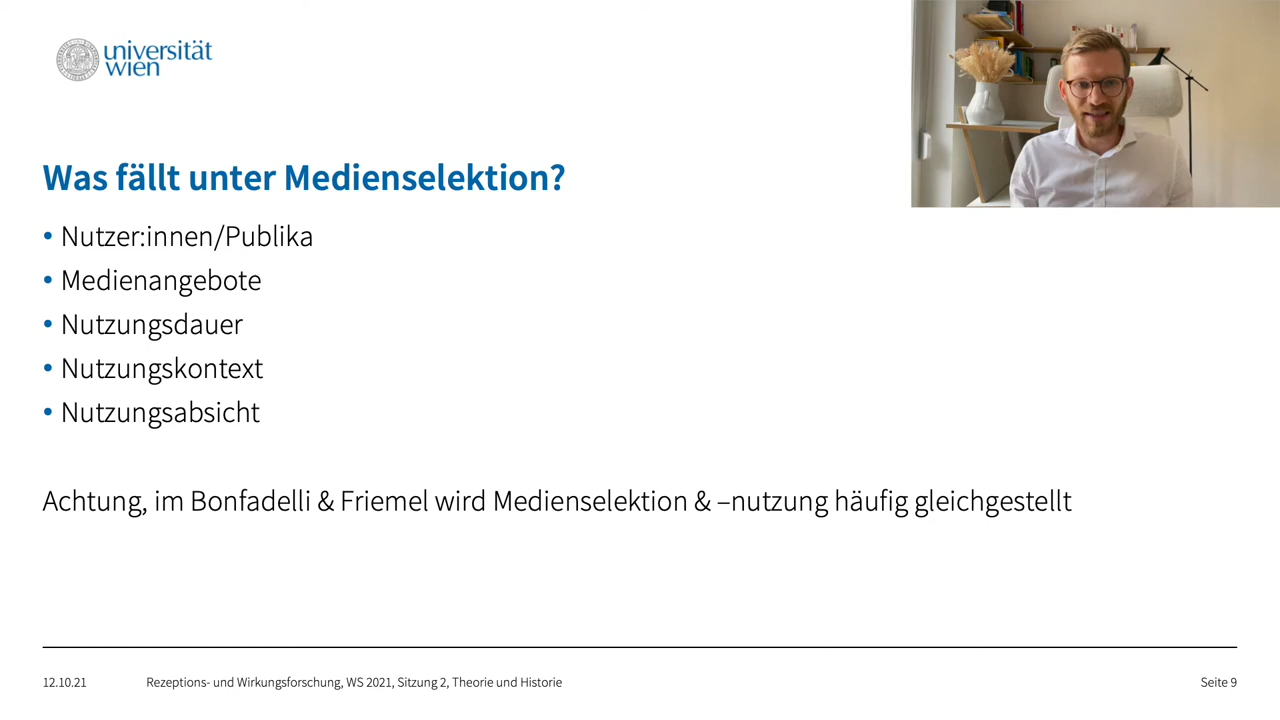 universität
wien
Was fällt unter Medienselektion?
• Nutzer:innen/Publika
• Medienangebote
• Nutzungsdauer
• Nutzungskontext
• Nutzungsabsicht
Achtung, im Bonfadelli & Friemel wird Medienselektion & –nutzung häufig gleichgestellt
12.10.21 Rezeptions- und Wirkungsforschung, WS 2021, Sitzung 2, Theorie und Historie Seite 9